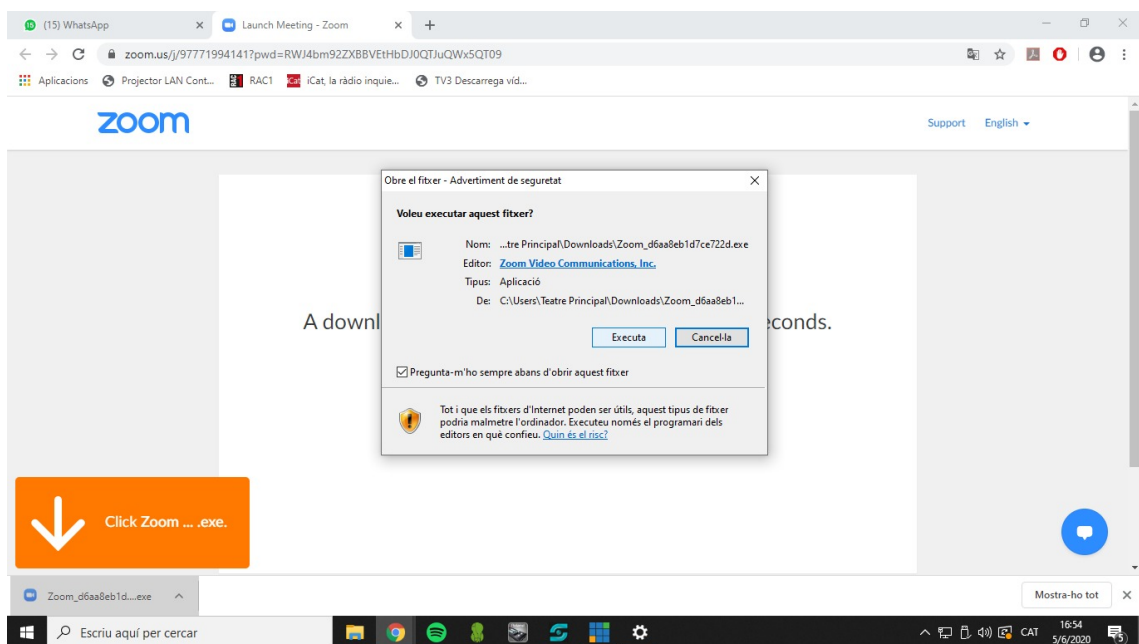 (15) WhatsApp
Launch Meeting - Zoom
zoom.us/j/97771994141?pwd=RWJ4bm92ZXBBVEtHbDJ0QTJuQWx5QT09
Aplicacions Projector LAN Cont... RAC1 iCat, la ràdio inquie... TV3 Descarrega víd...
zoom
Support English
Obre el fitxer - Advertiment de seguretat
Voleu executar aquest fitxer?
Nom: ...tre Principal\Downloads\Zoom_d6aa8eb1d7ce722d.exe
Editor: Zoom Video Communications, Inc.
Tipus: Aplicació
De: C:\Users\Teatre Principal\Downloads\Zoom_d6aa8eb1...
A downl
econds.
Executa Cancel·la
Pregunta-m'ho sempre abans d'obrir aquest fitxer
Tot i que els fitxers d'Internet poden ser útils, aquest tipus de fitxer
podria malmetre l'ordinador. Executeu només el programari dels
editors en què confieu. Quin és el risc?
Click Zoom ... .exe.
Zoom_d6aa8eb1d....exe
Mostra-ho tot
Escriu aquí per cercar
CAT
16:54
5/6/2020
5